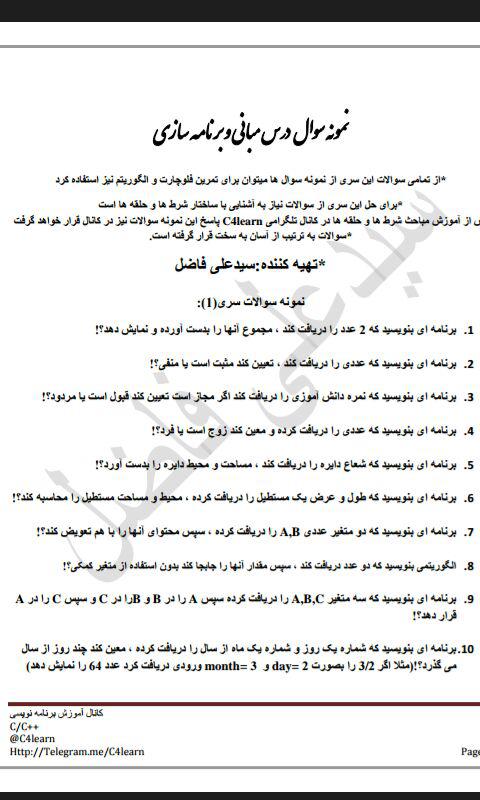 نمونه سوال درس مبانی و برنامه سازی
*از تمامی سوالات این سری از نمونه سوال ها میتوان برای تمرین فلوچارت و الگوریتم نیز استفاده کرد
*برای حل این سری از سوالات نیاز به آشنایی با ساختار شرط ها و حلقه ها است
س از آموزش مباحث شرط ها و حلقه ها در کانال تلگرامی C4learn پاسخ این نمونه سوالات نیز در کانال قرار خواهد گرفت
*سوالات به ترتیب از آسان به سخت قرار گرفته است.
*تهیه کننده:سیدعلی فاضل
نمونه سوالات سری(1):
1. برنامه ای بنویسید که 2 عدد را دریافت کند ، مجموع آنها را بدست آورده و نمایش دهد؟!
2. برنامه ای بنویسید که عددی را دریافت کند ، تعیین کند مثبت است یا منفی؟!
3. برنامه ای بنویسید که نمره دانش آموزی را دریافت کند اگر مجاز است تعیین کند قبول است یا مردود؟!
4. برنامه ای بنویسید که عددی را دریافت کرده و معین کند زوج است یا فرد؟!
5. برنامه ای بنویسید که شعاع دایره را دریافت کند ، مساحت و محیط دایره را بدست آورد؟!
6. برنامه ای بنویسید که طول و عرض یک مستطیل را دریافت کرده ، محیط و مساحت مستطیل را محاسبه کند؟!
7. برنامه ای بنویسید که دو متغیر عددی A,B را دریافت کرده ، سپس محتوای آنها را با هم تعویض کند؟!
8. الگوریتمی بنویسید که دو عدد دریافت کند ، سپس مقدار آنها را جابجا کند بدون استفاده از متغیر کمکی؟!
9. برنامه ای بنویسید که سه متغیر A,B,C را دریافت کرده سپس A را در B و Bرا در C و سپس C را در A
قرار دهد؟!
10. برنامه ای بنویسید که شماره یک روز و شماره یک ماه از سال را دریافت کرده ، معین کند چند روز از سال
می گذرد؟!(مثلا اگر 3/2 را بصورت day= 2 و month= 3 ورودی دریافت کرد عدد 64 را نمایش دهد)
کانال آموزش برنامه نویسی
C/C++
@C4learn
Http://Telegram.me/C4learn
Page
سیدعلی فاضل